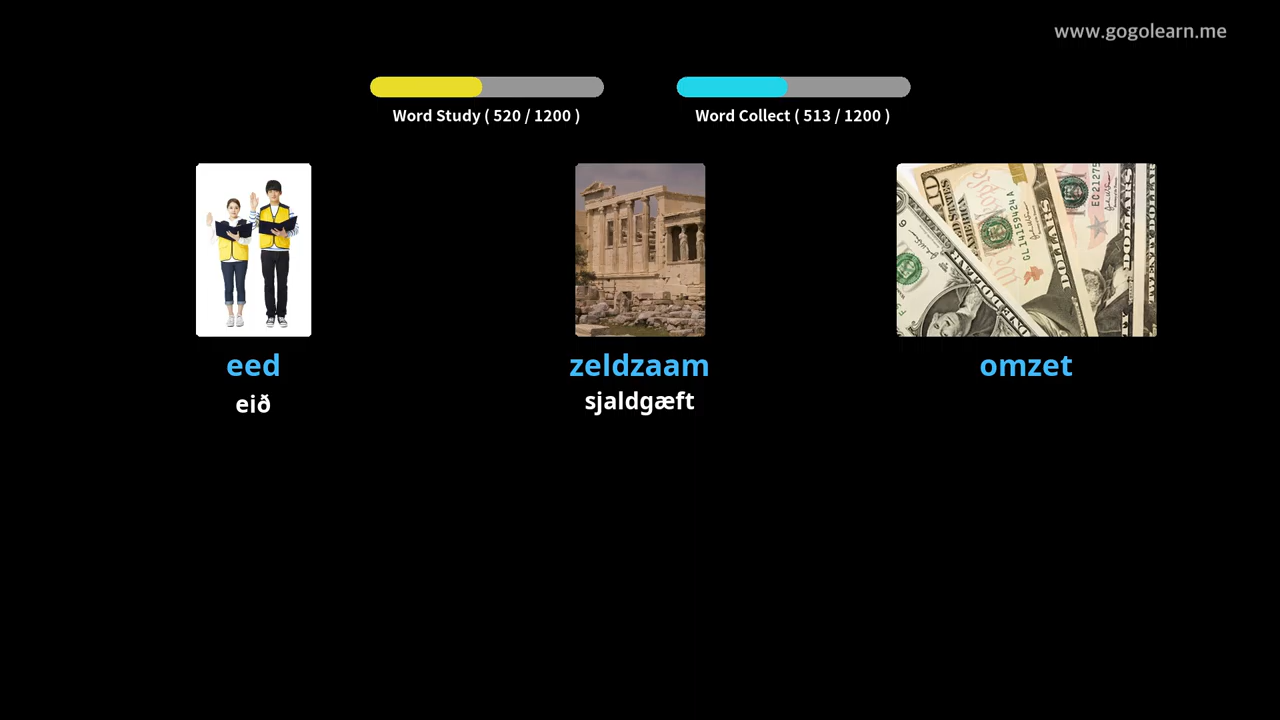 www.gogolearn.me
Word Study ( 520 / 1200 )
Word Collect ( 513 / 1200 )
eed
zeldzaam
omzet
eið
sjaldgæft